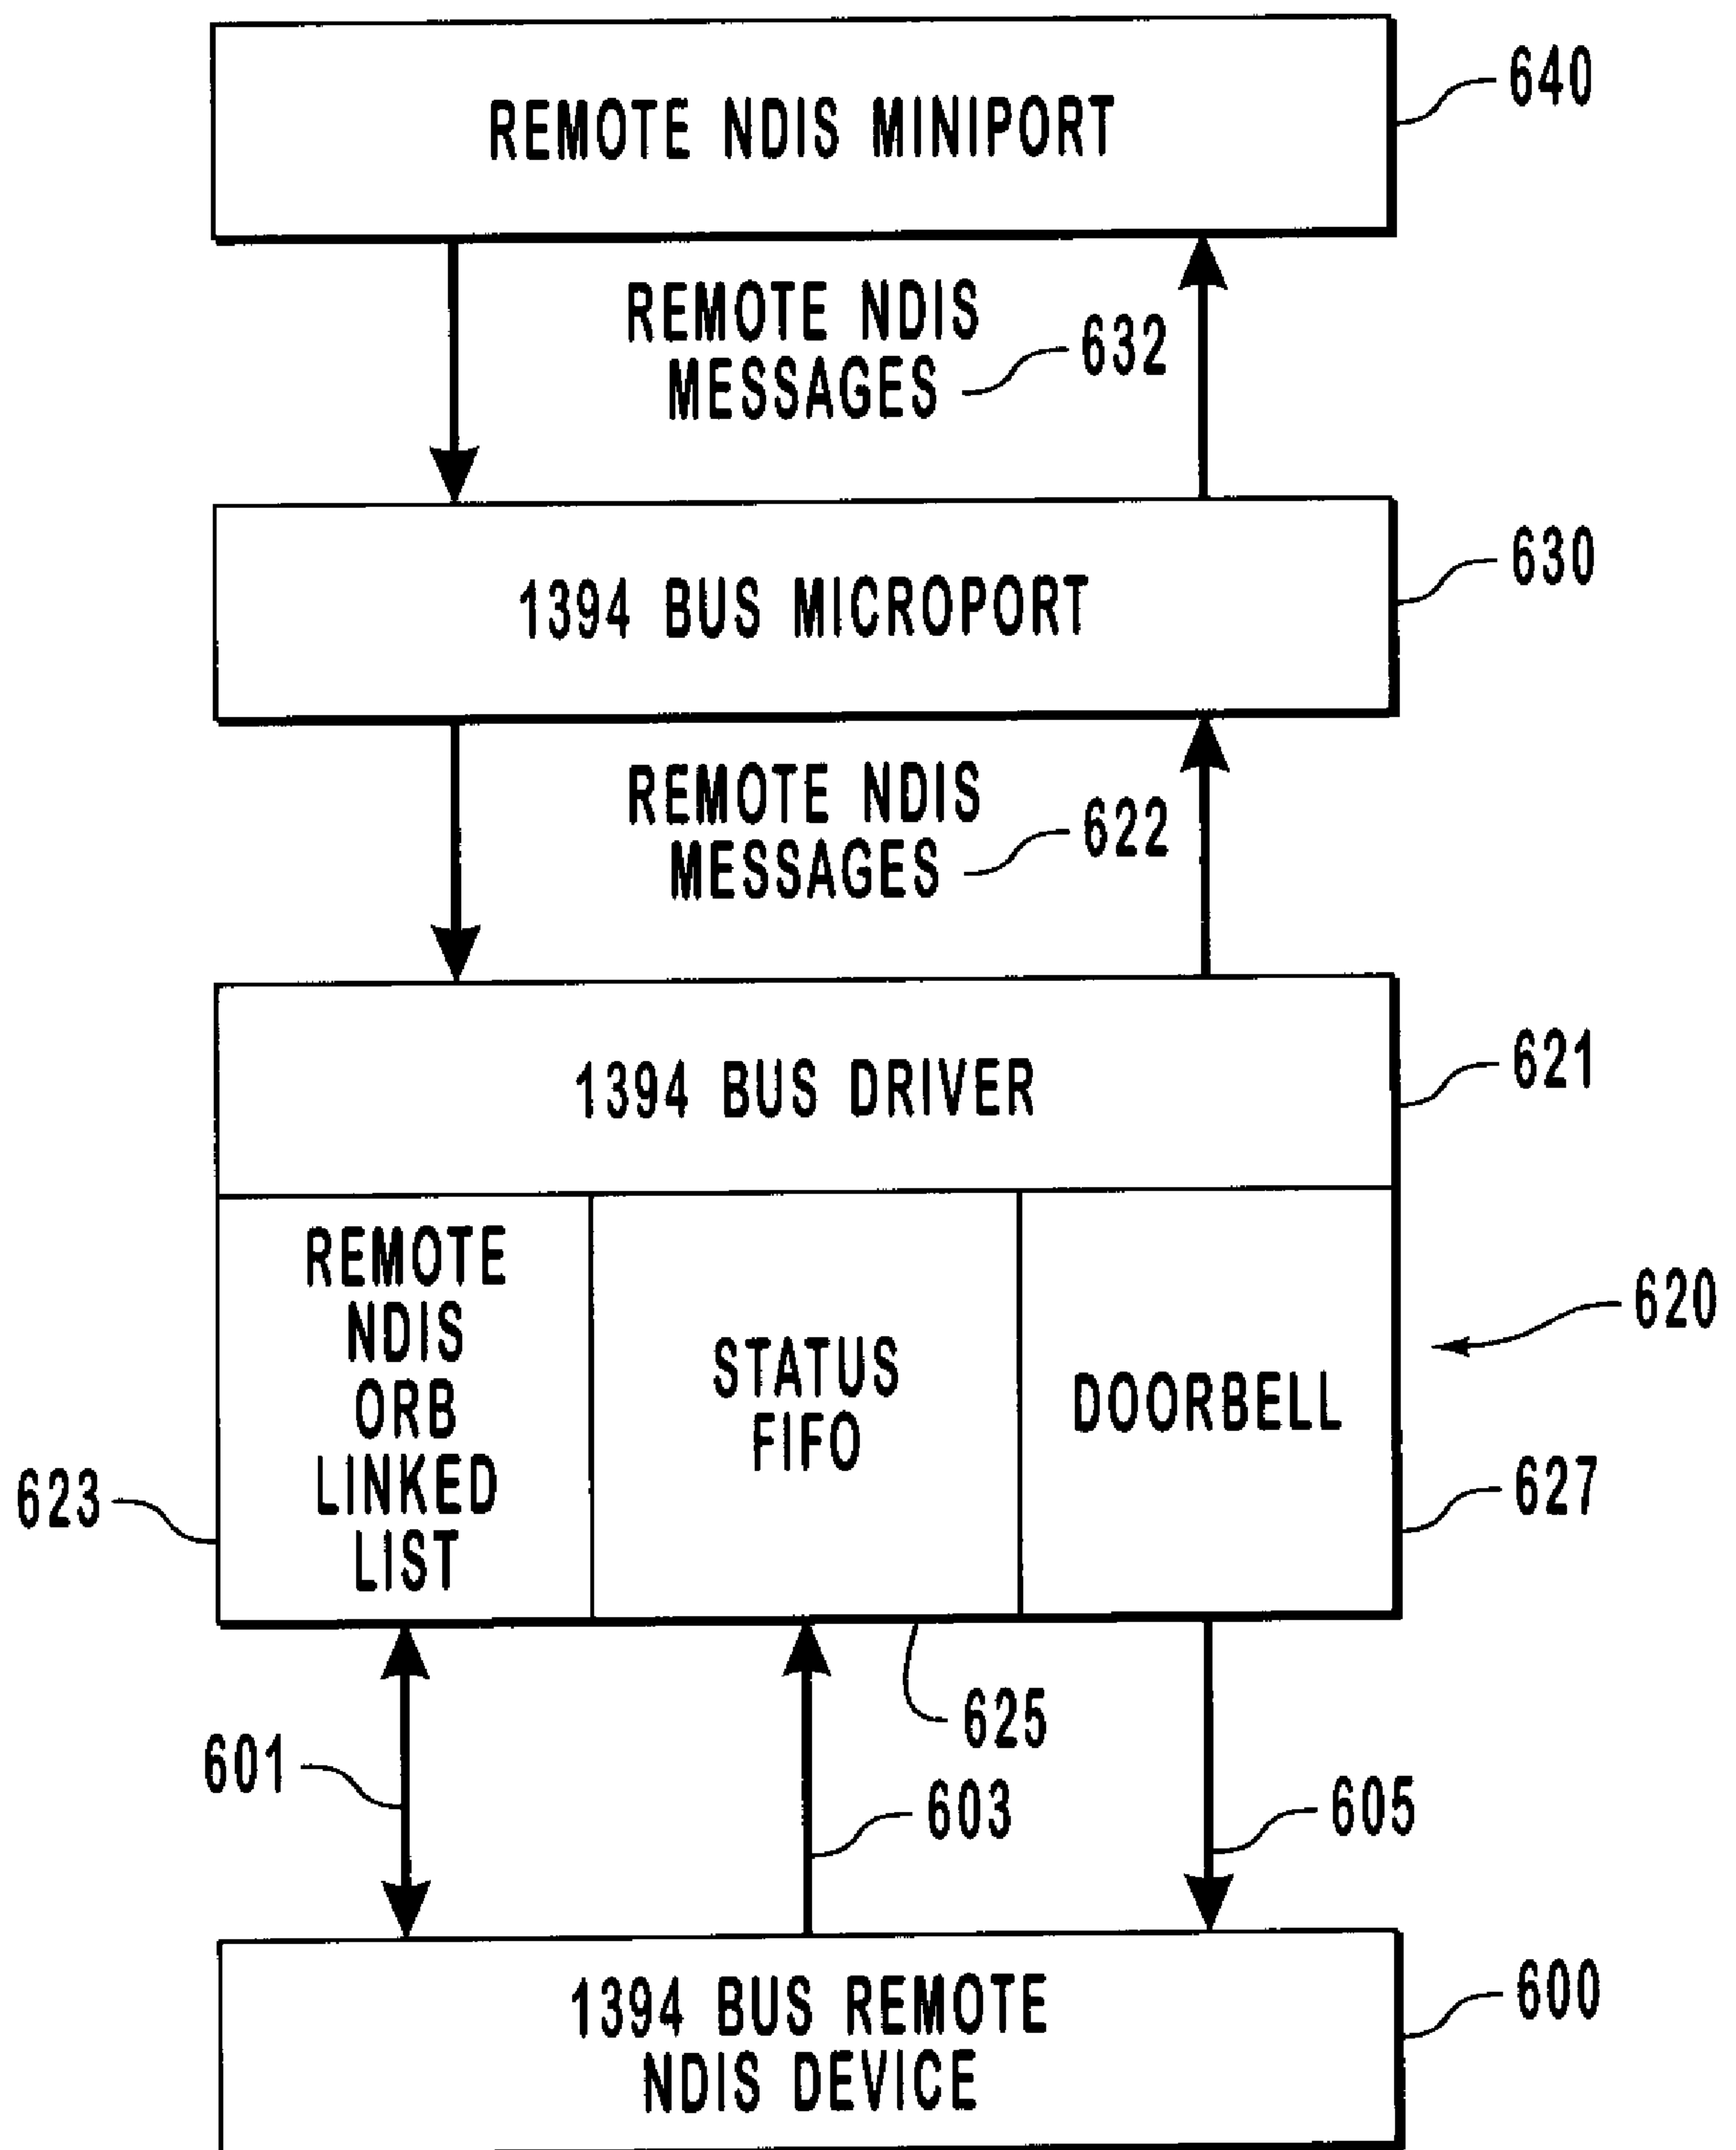 REMOTE NDIS MINIPORT
640
REMOTE NDIS
MESSAGES
632
1394 BUS MICROPORT
630
REMOTE NDIS
MESSAGES
622
1394 BUS DRIVER
621
REMOTE
NDIS
ORB
LINKED
LIST
STATUS
FIFO
DOORBELL
620
623
627
625
601
603
605
1394 BUS REMOTE
NDIS DEVICE
600